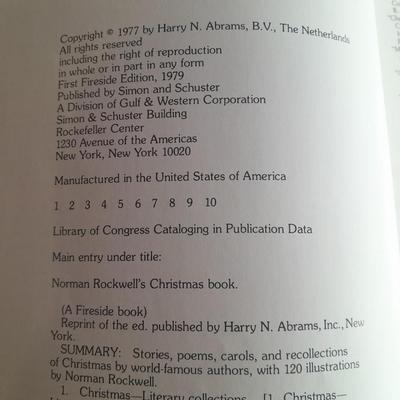 Copyright © 1977 by Harry N. Abrams, B.V., The Netherlands
All rights reserved
including the right of reproduction
in whole or in part in any form
First Fireside Edition, 1979
Published by Simon and Schuster
A Division of Gulf & Western Corporation
Simon & Schuster Building
Rockefeller Center
1230 Avenue of the Americas
New York, New York 10020
Manufactured in the United States of America
1 2 3 4 5 6 7 8 9 10
Library of Congress Cataloging in Publication Data
Main entry under title:
Norman Rockwell's Christmas book.
(A Fireside book)
Reprint of the ed. published by Harry N. Abrams, Inc., New
York.
SUMMARY: Stories, poems, carols, and recollections
of Christmas by world-famous authors, with 120 illustrations
by Norman Rockwell.
1. Christmas—Literary collections. [1. Christmas—